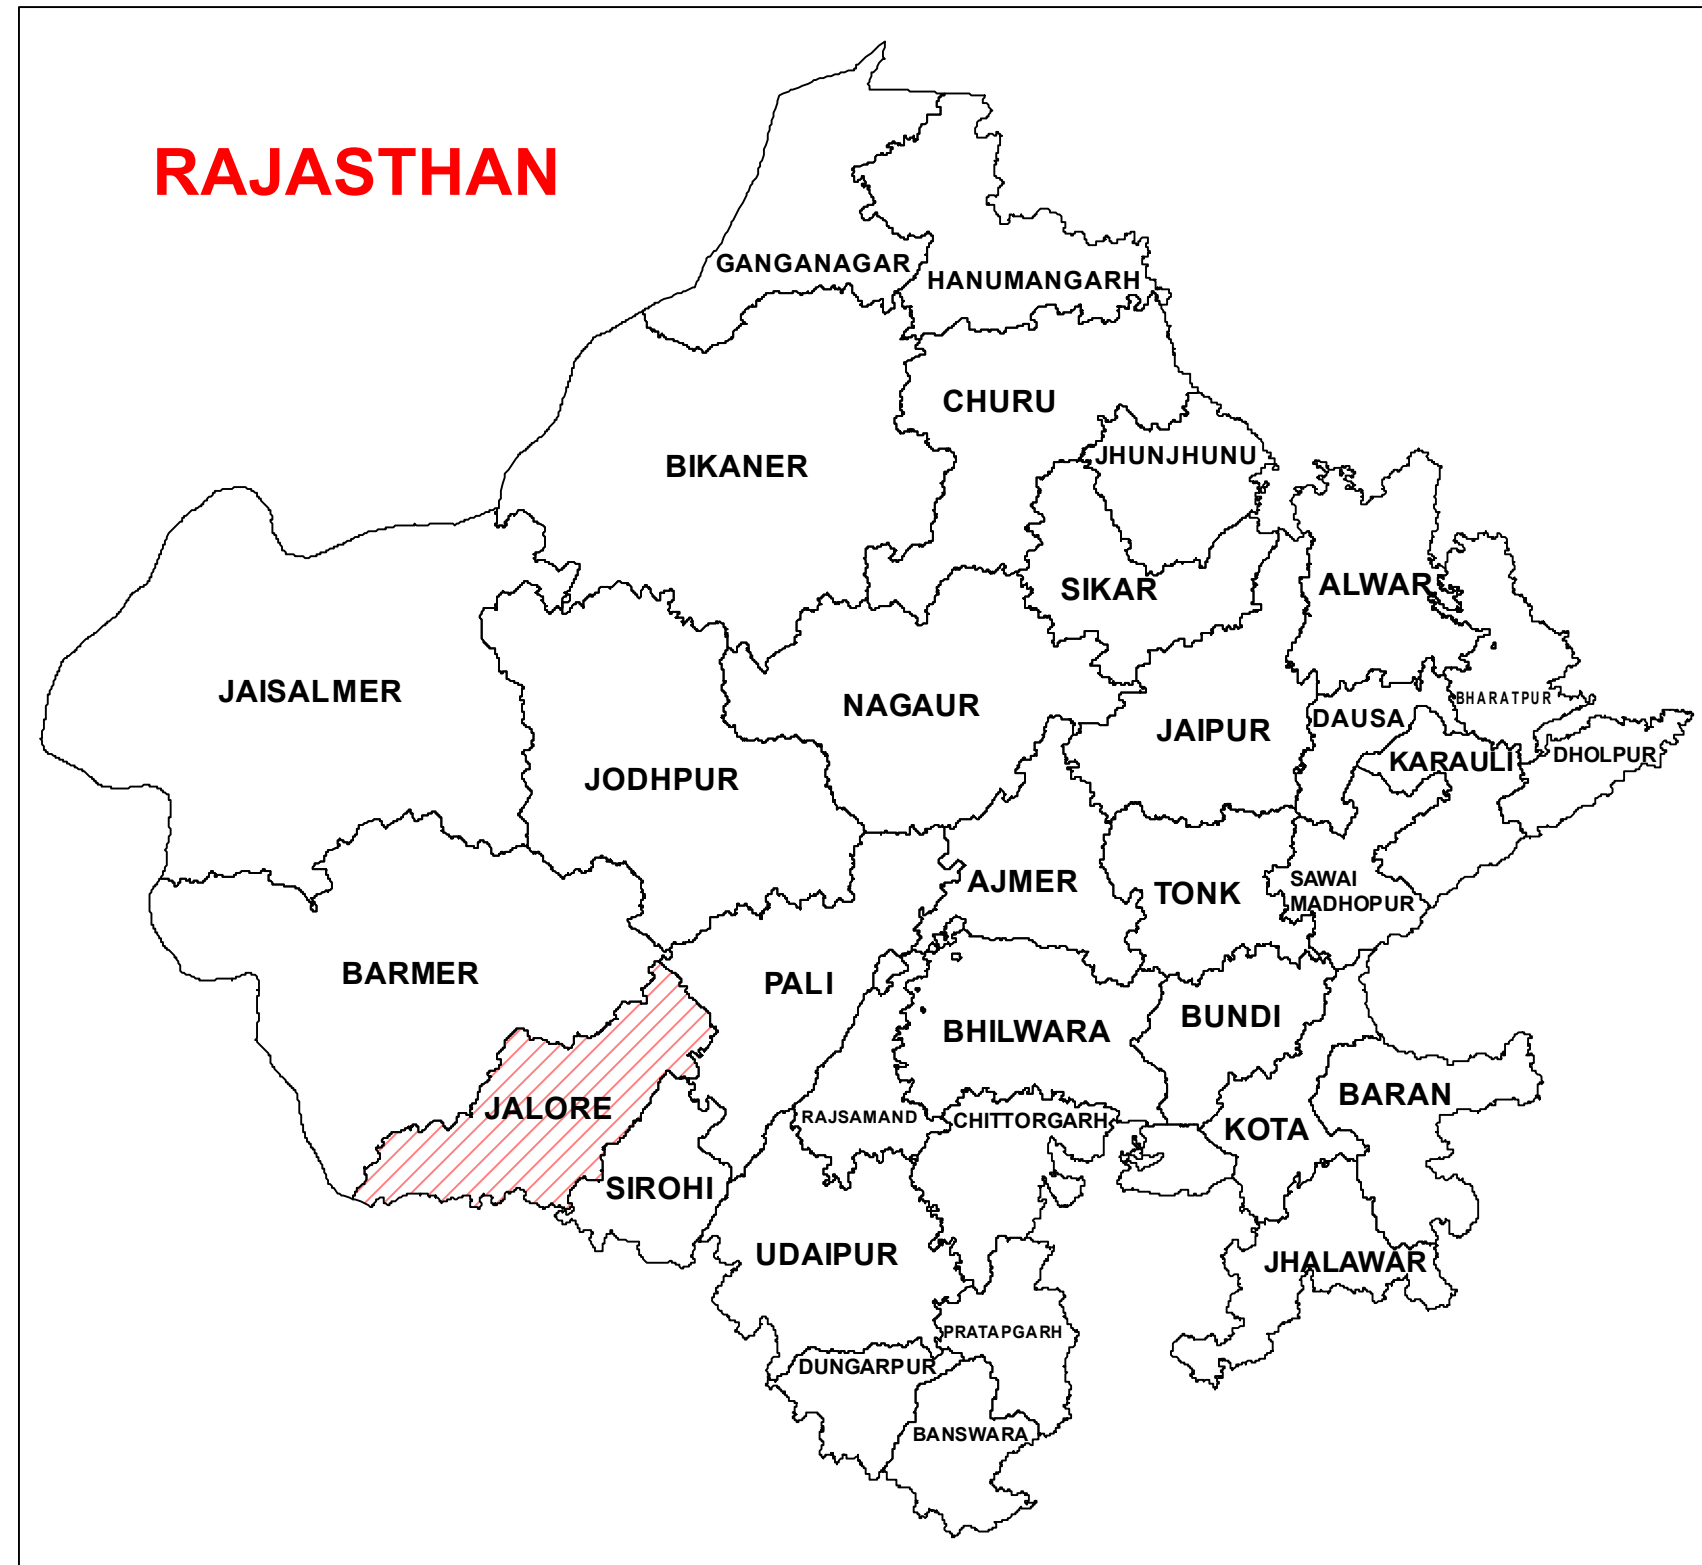 RAJASTHAN
GANGANAGAR
HANUMANGARH
CHURU
JHUNJHUNU
BIKANER
SIKAR
ALWAR
JAISALMER
NAGAUR
BHARATPUR
DAUSA
JAIPUR
KARAULI
DHOLPUR
JODHPUR
AJMER
TONK
SAWAI
MADHOPUR
BARMER
PALI
BUNDI
BHILWARA
BARAN
JALORE
RAJSAMAND
CHITTORGARH
KOTA
SIROHI
UDAIPUR
JHALAWAR
PRATAPGARH
DUNGARPUR
BANSWARA